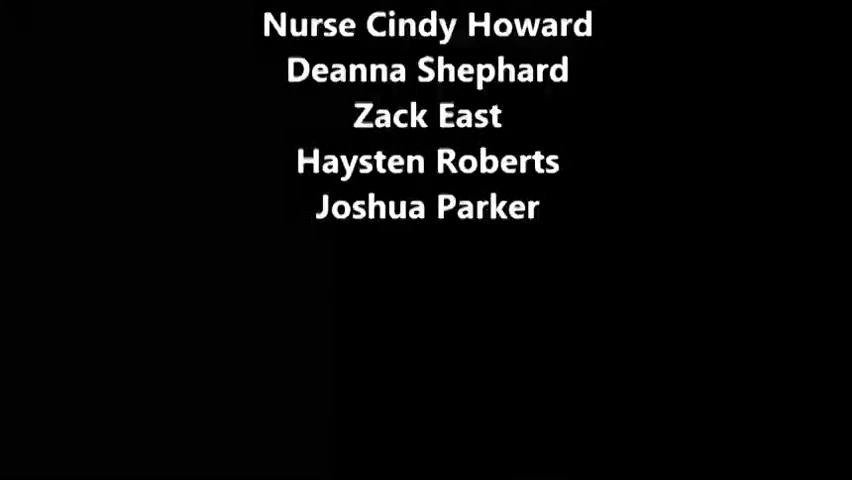 Nurse Cindy Howard
Deanna Shephard
Zack East
Haysten Roberts
Joshua Parker